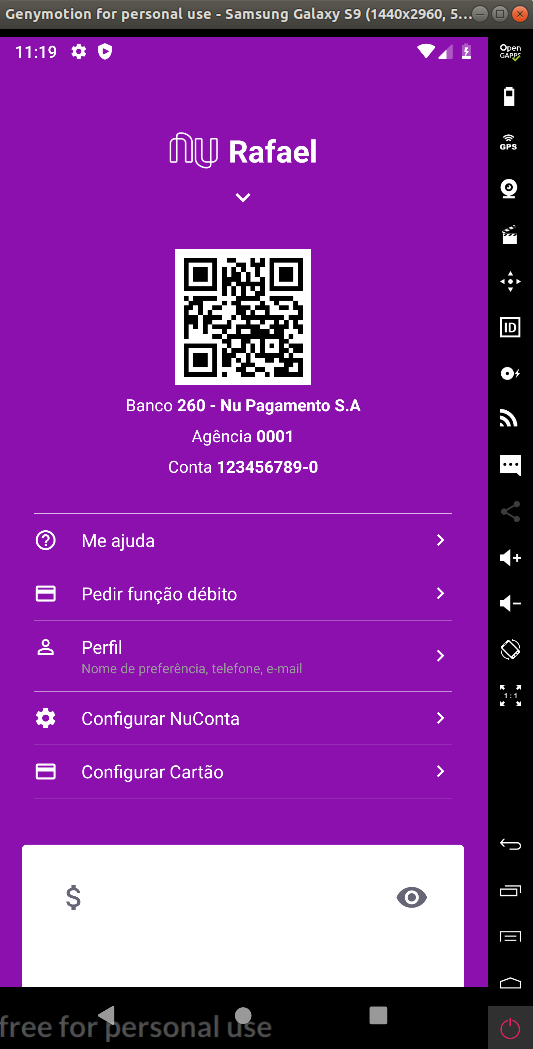 Genymotion for personal use - Samsung Galaxy S9 (1440x2960, 5...
11:19
Open
GAPPS
GPS
nu Rafael
ID
Banco 260 - Nu Pagamento S.A
Agência 0001
Conta 123456789-0
Me ajuda
Pedir função débito
Perfil
Nome de preferência, telefone, e-mail
1:1
Configurar NuConta
Configurar Cartão
$
free for personal use